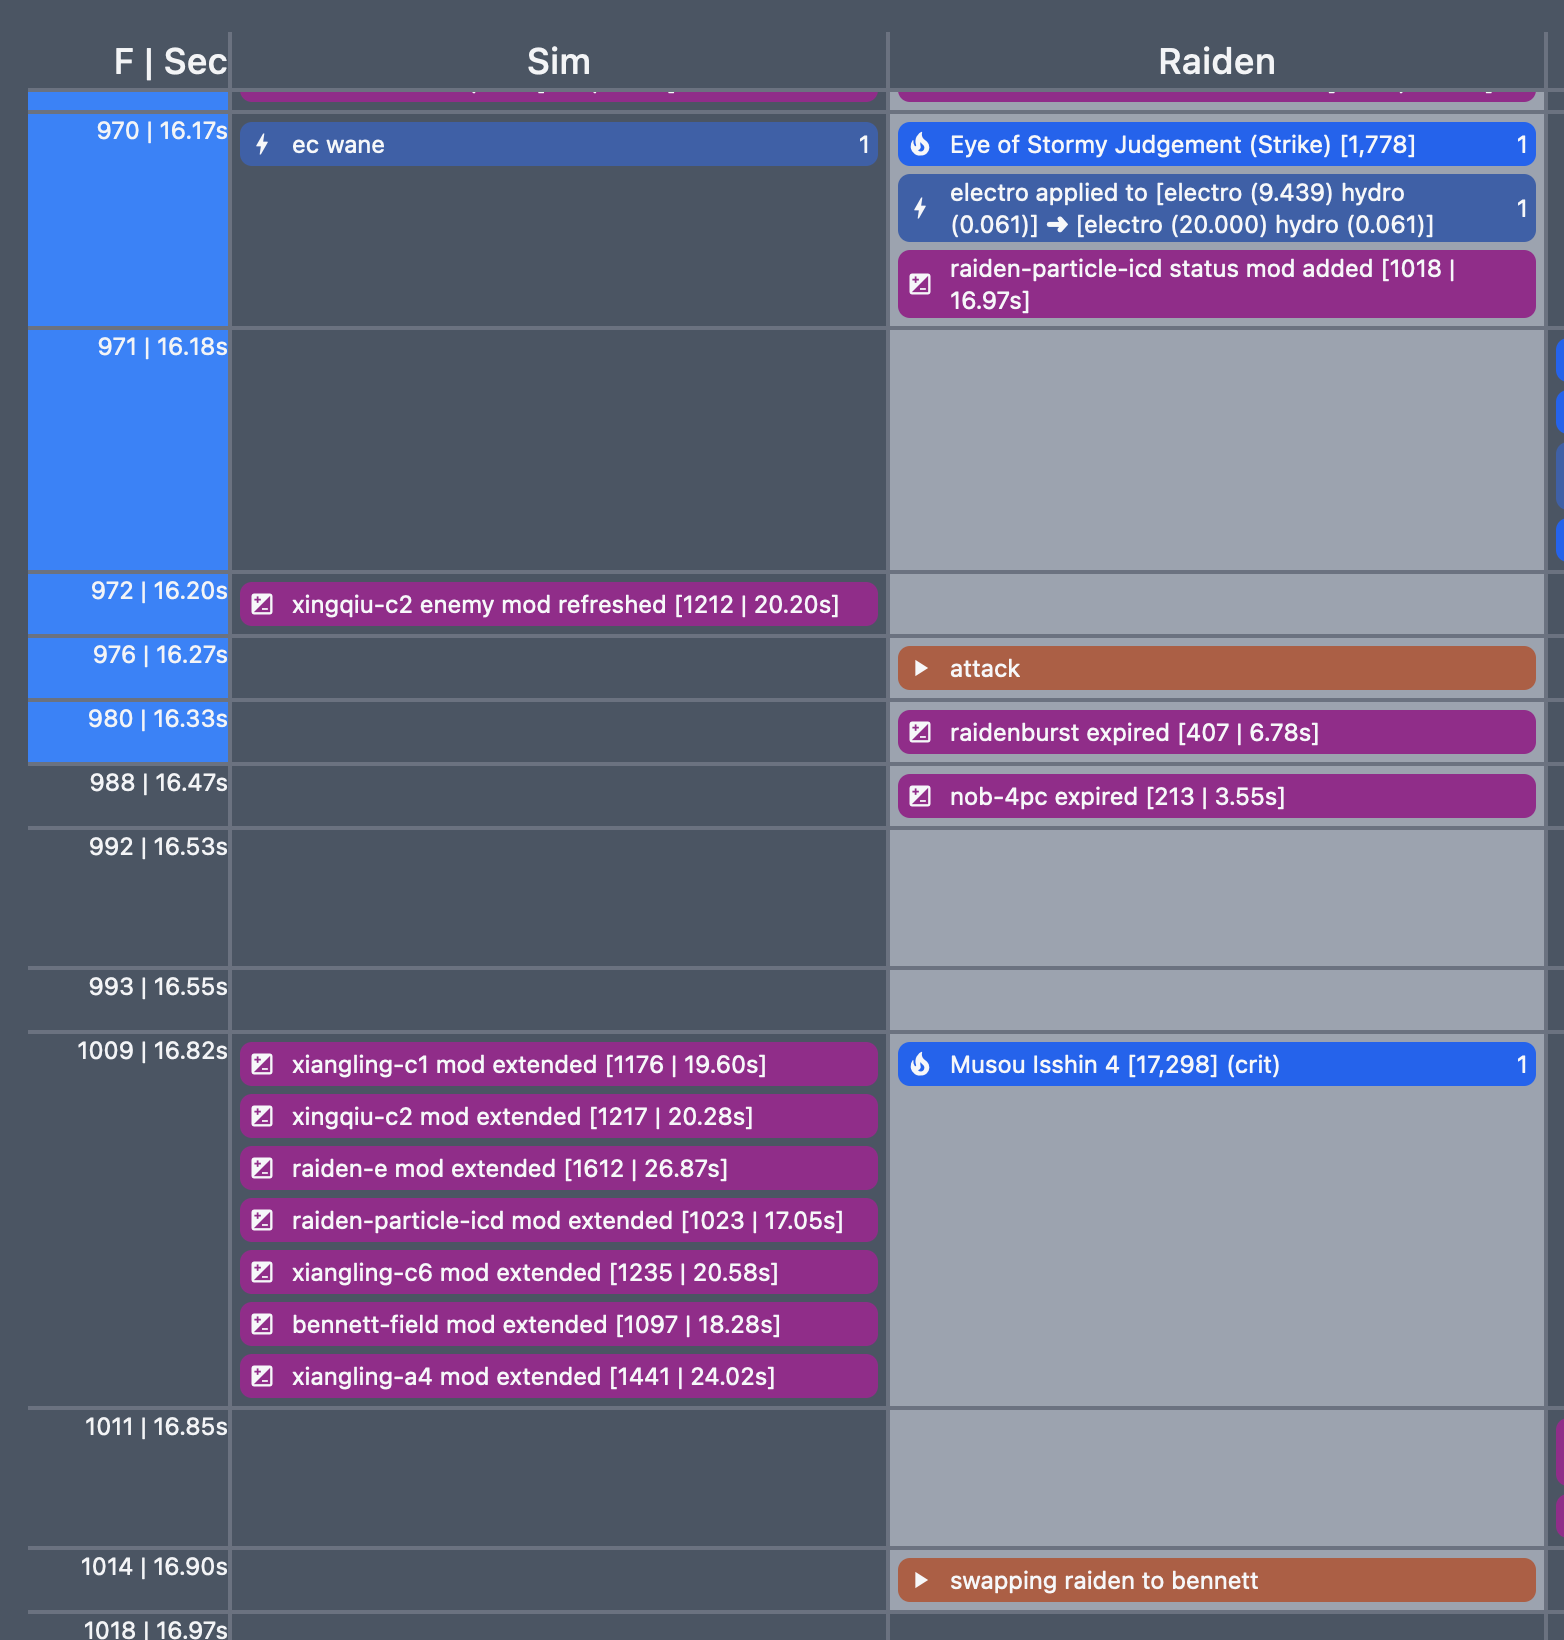 F | Sec
Sim
Raiden
970 | 16.17s
ec wane
1
Eye of Stormy Judgement (Strike) [1,778]
1
electro applied to [electro (9.439) hydro
(0.061)] ➜ [electro (20.000) hydro (0.061)]
1
raiden-particle-icd status mod added [1018 |
16.97s]
971 | 16.18s
972 | 16.20s
xingqiu-c2 enemy mod refreshed [1212 | 20.20s]
976 | 16.27s
attack
980 | 16.33s
raidenburst expired [407 | 6.78s]
988 | 16.47s
nob-4pc expired [213 | 3.55s]
992 | 16.53s
993 | 16.55s
1009 | 16.82s
xiangling-c1 mod extended [1176 | 19.60s]
Musou Isshin 4 [17,298] (crit)
1
xingqiu-c2 mod extended [1217 | 20.28s]
raiden-e mod extended [1612 | 26.87s]
raiden-particle-icd mod extended [1023 | 17.05s]
xiangling-c6 mod extended [1235 | 20.58s]
bennett-field mod extended [1097 | 18.28s]
xiangling-a4 mod extended [1441 | 24.02s]
1011 | 16.85s
1014 | 16.90s
swapping raiden to bennett
1018 | 16.97s